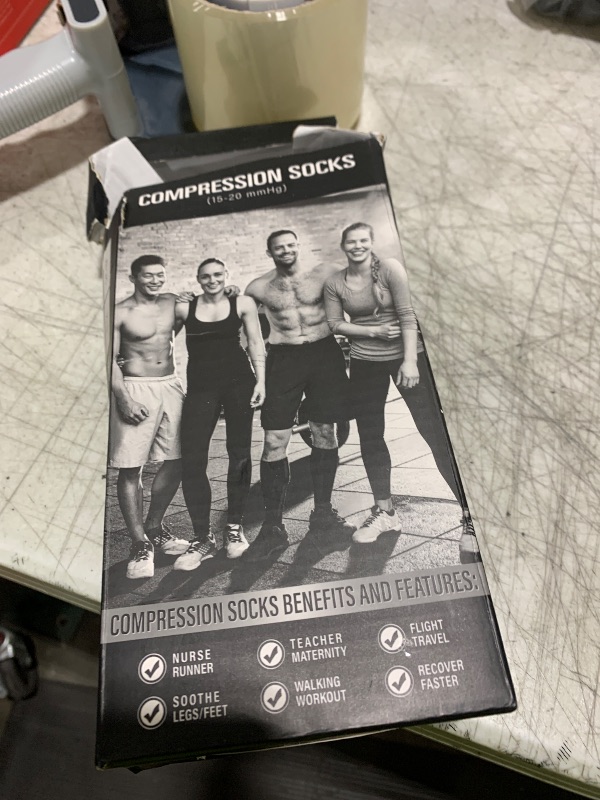 COMPRESSION SOCKS
(15-20 mmHg)
COMPRESSION SOCKS BENEFITS AND FEATURES:
NURSE
RUNNER
TEACHER
MATERNITY
FLIGHT
TRAVEL
SOOTHE
LEGS/FEET
WALKING
WORKOUT
RECOVER
FASTER